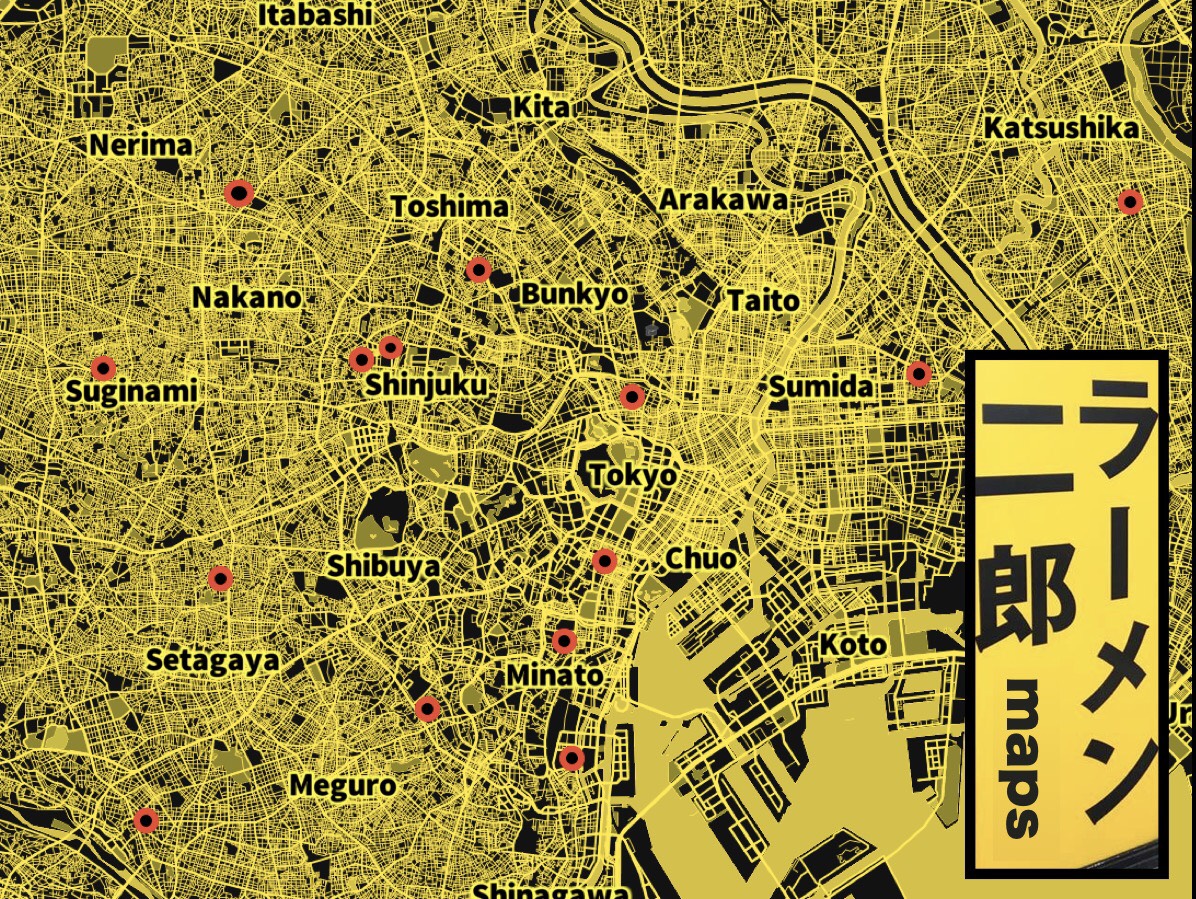 Itabashi
Kita
Katsushika
Nerima
Toshima
Arakawa
Nakano
Bunkyo
Taito
Suginami
Shinjuku
Sumida
Tokyo
Shibuya
Chuo
Setagaya
Minato
Koto
Meguro
Shinagawa
ラーメン
二郎
maps